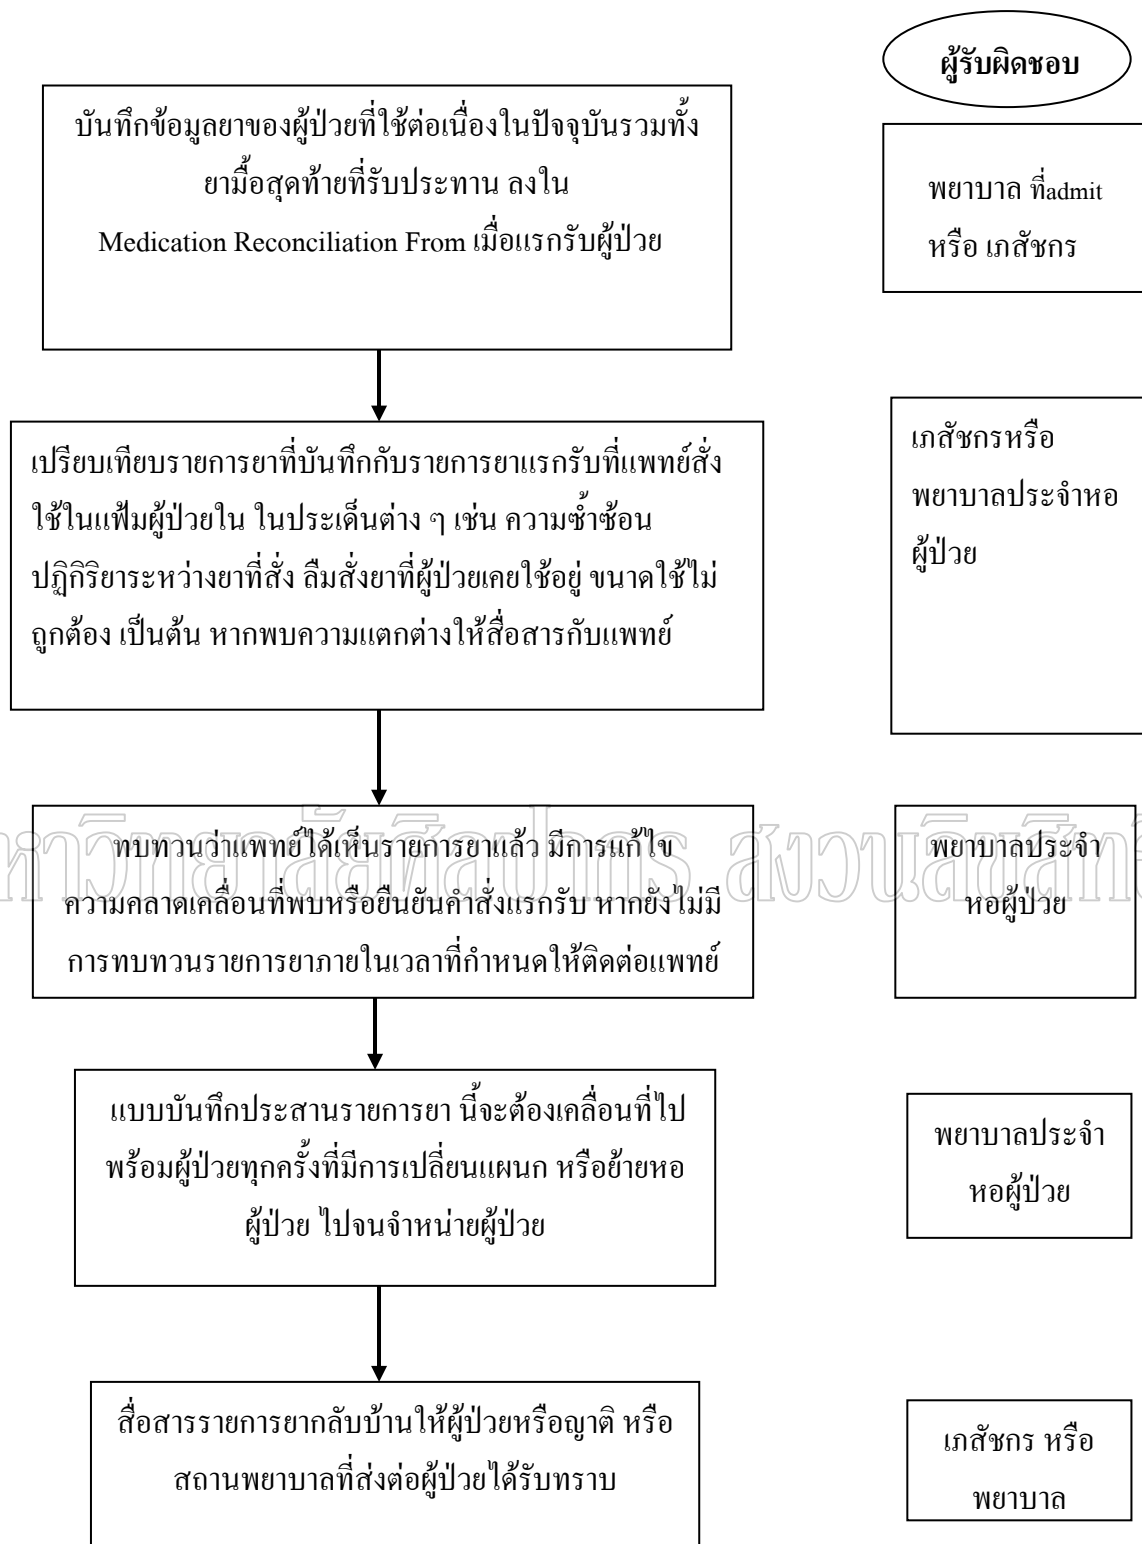 ผู้รับผิดชอบ
บันทึกข้อมูลยาของผู้ป่วยที่ใช้ต่อเนื่องในปัจจุบันรวมทั้ง
ยามื้อสุดท้ายที่รับประทาน ลงใน
Medication Reconciliation From เมื่อแรกรับผู้ป่วย
พยาบาล ที่admit
หรือ เภสัชกร
เปรียบเทียบรายการยาที่บันทึกกับรายการยาแรกรับที่แพทย์สั่ง
ใช้ในแฟ้มผู้ป่วยใน ในประเด็นต่าง ๆ เช่น ความซ้ำซ้อน
ปฏิกิริยาระหว่างยาที่สั่ง ลืมสั่งยาที่ผู้ป่วยเคยใช้อยู่ ขนาดใช้ไม่
ถูกต้อง เป็นต้น หากพบความแตกต่างให้สื่อสารกับแพทย์
เภสัชกรหรือ
พยาบาลประจำหอ
ผู้ป่วย
ทบทวนว่าแพทย์ได้เห็นรายการยาแล้ว มีการแก้ไข
ความคลาดเคลื่อนที่พบหรือยืนยันคำสั่งแรกรับ หากยังไม่มี
การทบทวนรายการยาภายในเวลาที่กำหนดให้ติดต่อแพทย์
พยาบาลประจำ
หอผู้ป่วย
หาวิทยาลัยศิลปากร สงวนลิขสิทธิ
แบบบันทึกประสานรายการยา นี้จะต้องเคลื่อนที่ไป
พร้อมผู้ป่วยทุกครั้งที่มีการเปลี่ยนแผนก หรือย้ายหอ
ผู้ป่วย ไปจนจำหน่ายผู้ป่วย
พยาบาลประจำ
หอผู้ป่วย
สื่อสารรายการยากลับบ้านให้ผู้ป่วยหรือญาติ หรือ
สถานพยาบาลที่ส่งต่อผู้ป่วยได้รับทราบ
เภสัชกร หรือ
พยาบาล